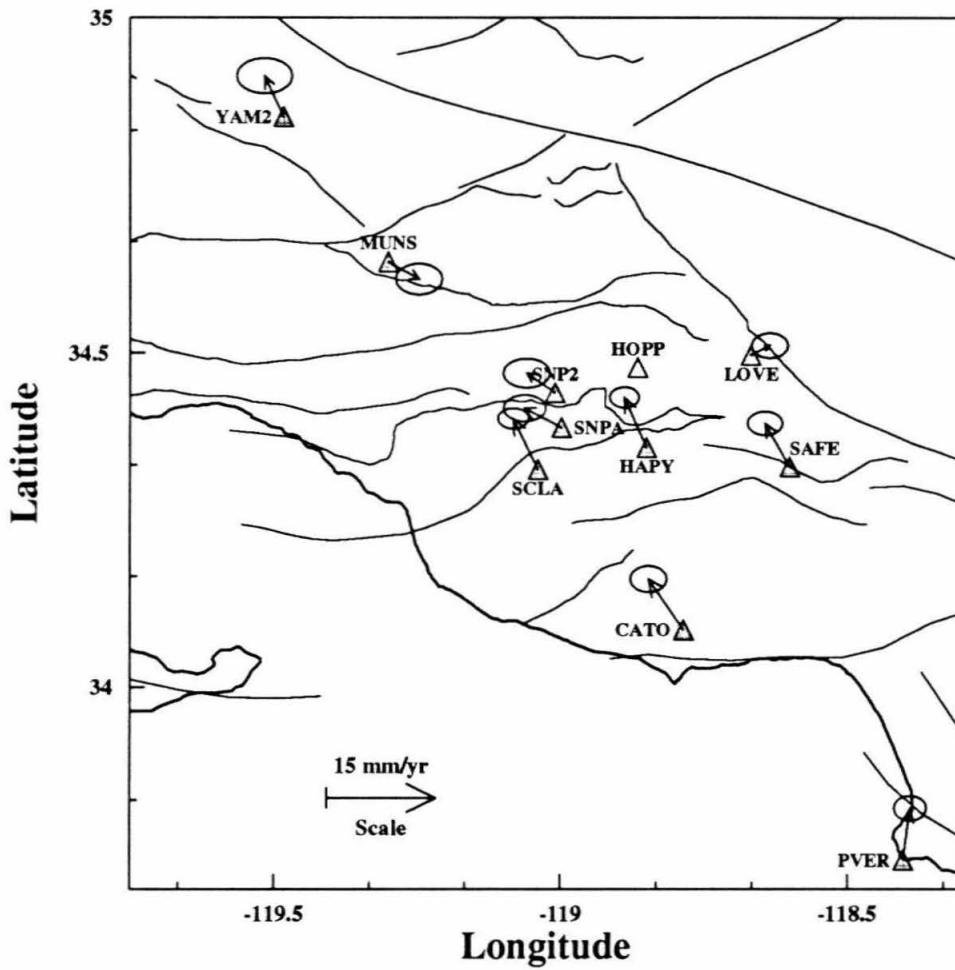 35
YAM2
MUNS
34.5
HOPP
SNP2
LOVE
SNPA
HAPY
SAFE
SCLA
Latitude
CATO
34
15 mm/yr
Scale
PVER
-119.5
-119
-118.5
Longitude